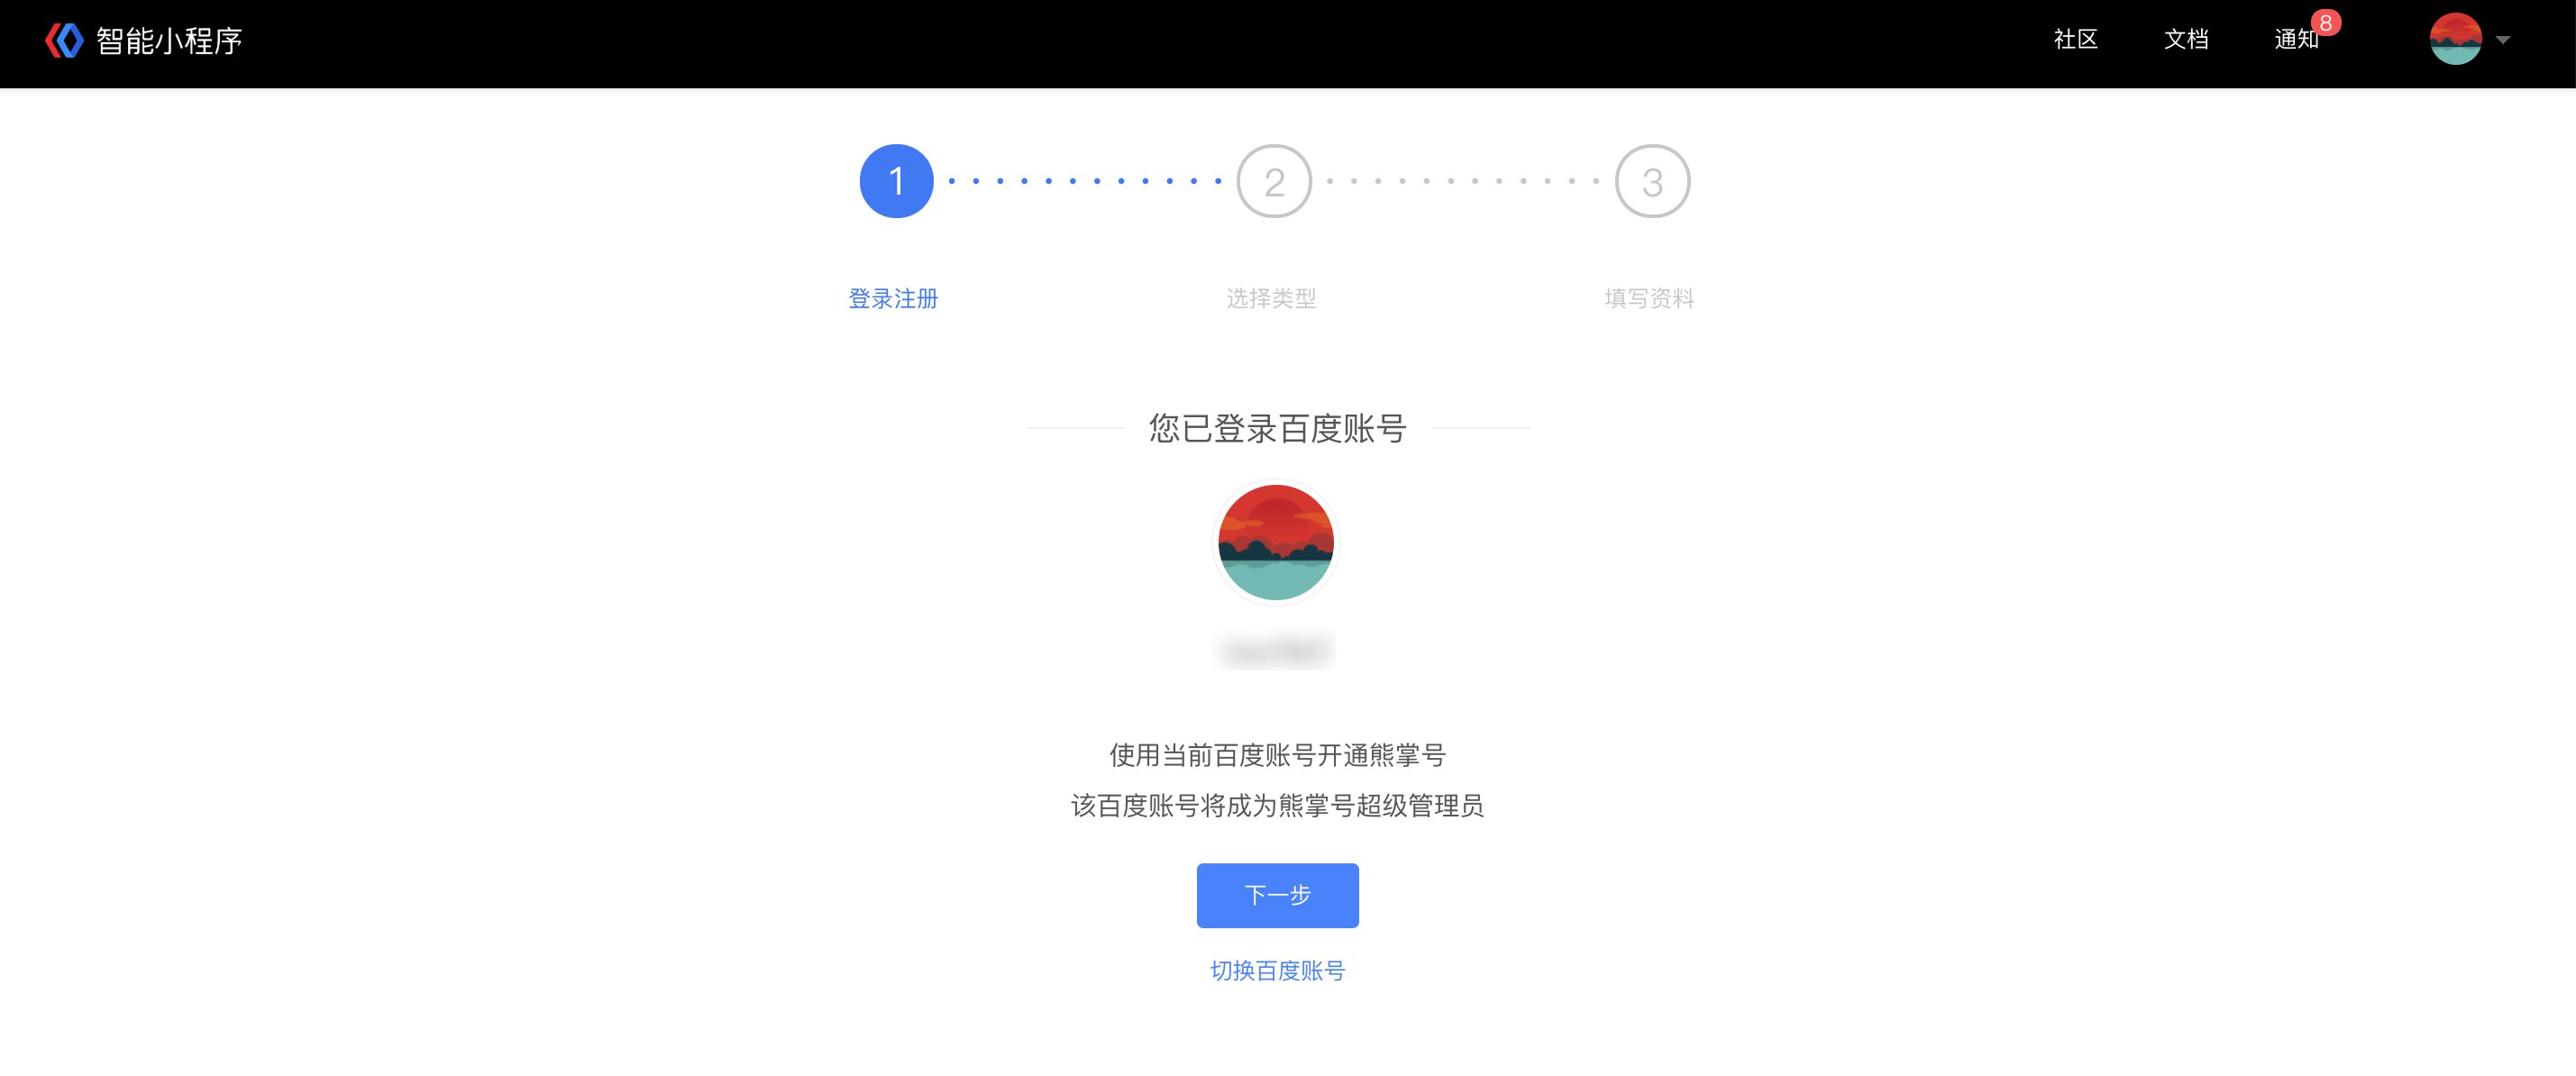 智能小程序
社区
文档
通知
8
1
2
3
登录注册
选择类型
填写资料
您已登录百度账号
使用当前百度账号开通熊掌号
该百度账号将成为熊掌号超级管理员
下一步
切换百度账号